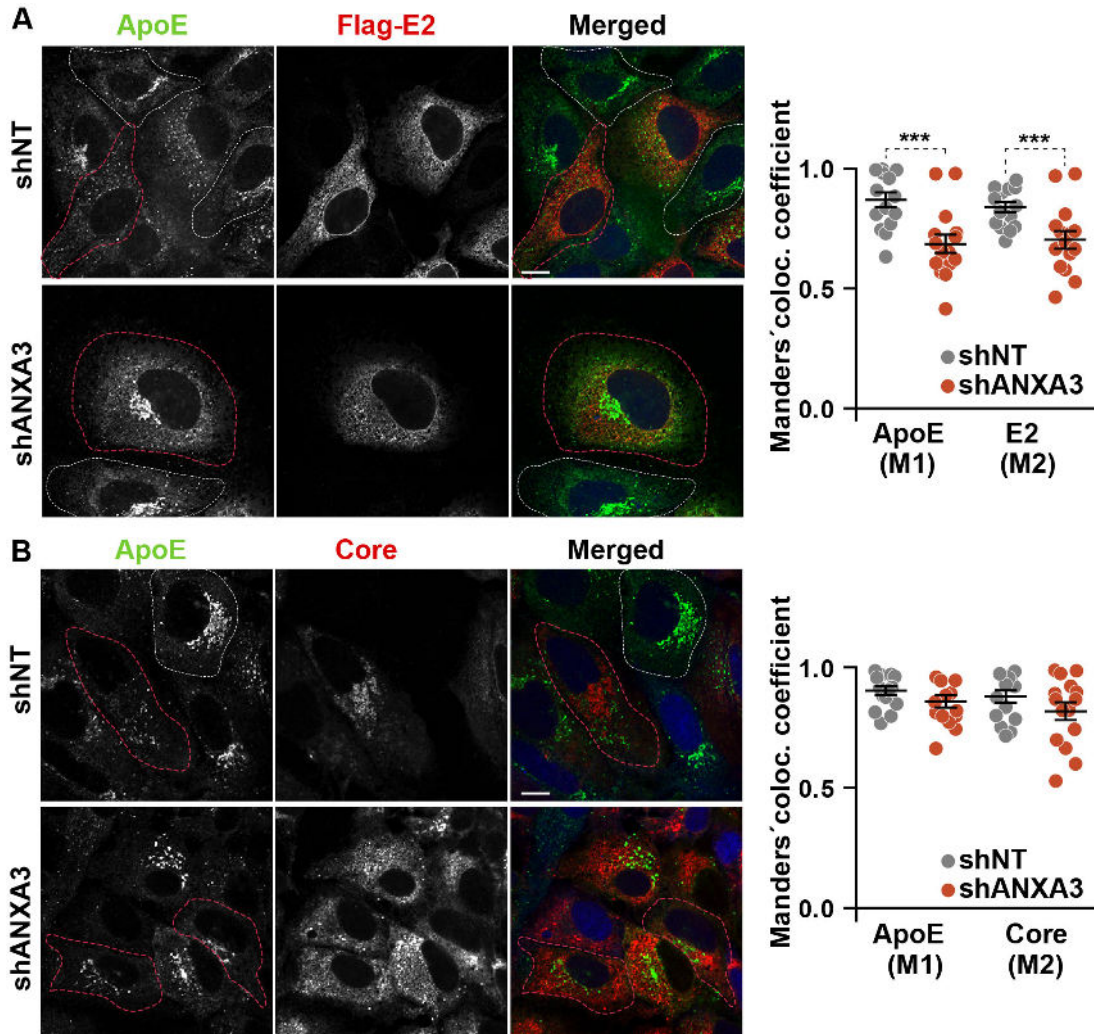 A
ApoE
Flag-E2
Merged
shNT
shANXA3
***
***
Manders´coloc. coefficient
1.0
0.5
0.0
shNT
shANXA3
ApoE
(M1)
E2
(M2)
B
ApoE
Core
Merged
shNT
shANXA3
Manders´coloc. coefficient
1.0
0.5
0.0
shNT
shANXA3
ApoE
(M1)
Core
(M2)